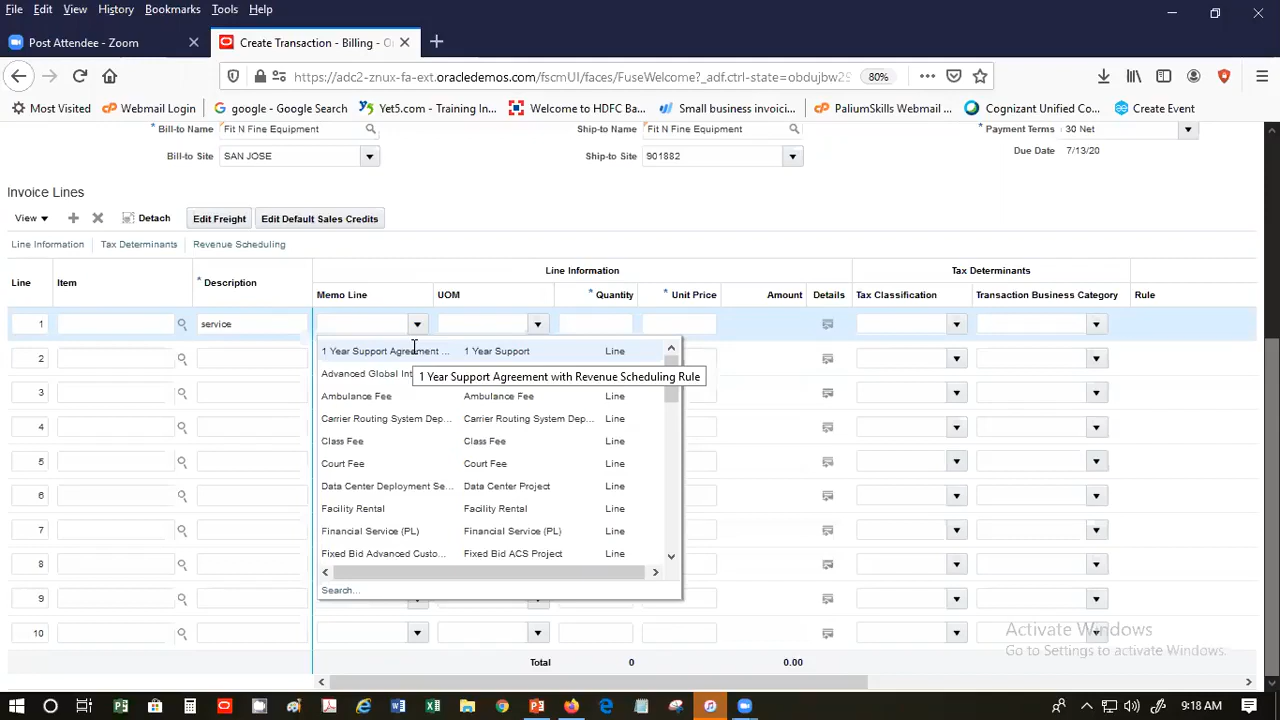 File Edit View History Bookmarks Tools Help
Post Attendee - Zoom
Create Transaction - Billing - O
https://adc2-znux-fa-ext.oracledemos.com/fscmUI/faces/FuseWelcome?_adf.ctrl-state=obdujbw29 80%
Most Visited Webmail Login google - Google Search Yet5.com - Training In... Welcome to HDFC Ba... Small business invoici... PaliumSkills Webmail ... Cognizant Unified Co... Create Event
* Bill-to Name Fit N Fine Equipment Ship-to Name Fit N Fine Equipment * Payment Terms 30 Net
Bill-to Site SAN JOSE Ship-to Site 901882 Due Date 7/13/20
Invoice Lines
View Detach Edit Freight Edit Default Sales Credits
Line Information Tax Determinants Revenue Scheduling
Line Information Tax Determinants
Line Item * Description Memo Line UOM * Quantity * Unit Price Amount Details Tax Classification Transaction Business Category Rule
1 service
1 Year Support Agreement ... 1 Year Support Line
2
Advanced Global Int
1 Year Support Agreement with Revenue Scheduling Rule
3
Ambulance Fee Ambulance Fee Line
Carrier Routing System Dep... Carrier Routing System Dep... Line
4
Class Fee Class Fee Line
5
Court Fee Court Fee Line
Data Center Deployment Se... Data Center Project Line
6
Facility Rental Facility Rental Line
7
Financial Service (PL) Financial Service (PL) Line
Fixed Bid Advanced Custo... Fixed Bid ACS Project Line
8
Search...
9
10
Activate Windows
Go to Settings to activate Windows.
Total 0 0.00
9:18 AM